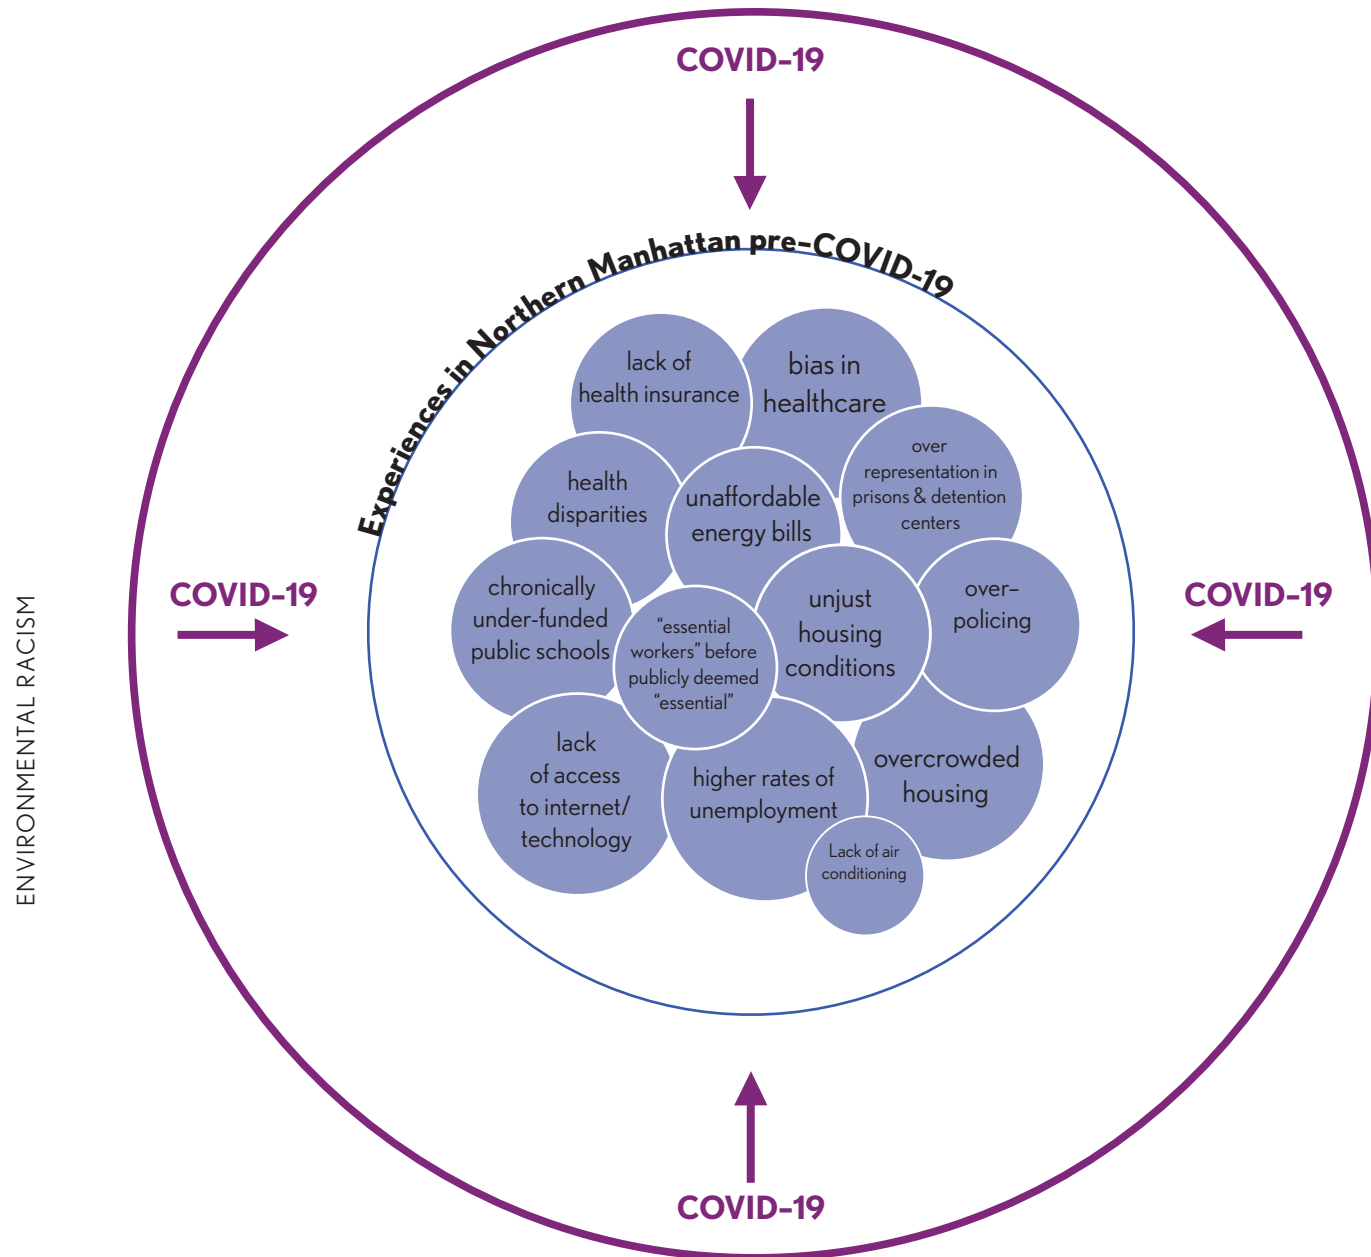 COVID-19
Experiences in Northern Manhattan pre-COVID-19
lack of
health insurance
bias in
healthcare
over
representation in
prisons & detention
centers
health
disparities
unaffordable
energy bills
COVID-19
chronically
under-funded
public schools
"essential
workers" before
publicly deemed
"essential"
unjust
housing
conditions
over-
policing
COVID-19
lack
of access
to internet/
technology
higher rates of
unemployment
overcrowded
housing
Lack of air
conditioning
COVID-19
ENVIRONMENTAL RACISM